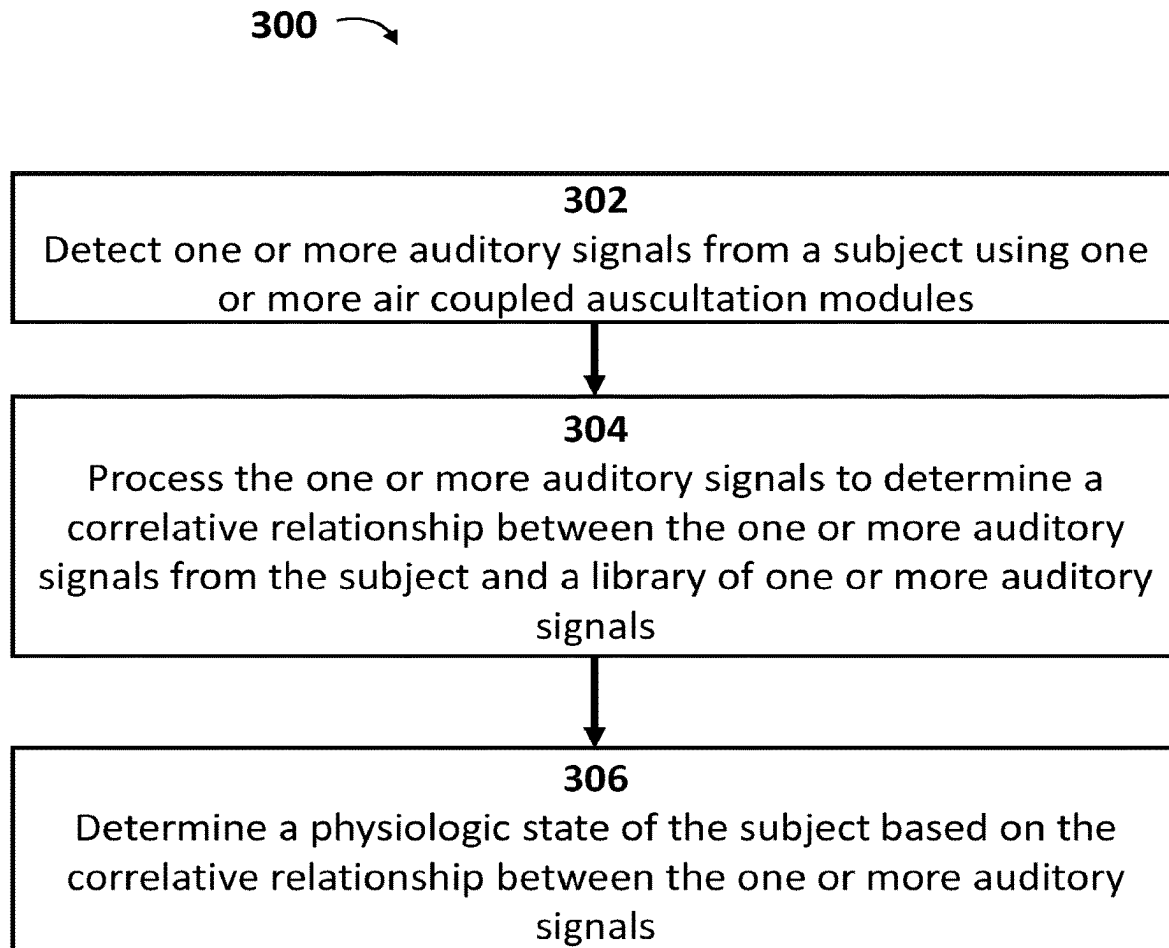 300
302
Detect one or more auditory signals from a subject using one
or more air coupled auscultation modules
304
Process the one or more auditory signals to determine a
correlative relationship between the one or more auditory
signals from the subject and a library of one or more auditory
signals
306
Determine a physiologic state of the subject based on the
correlative relationship between the one or more auditory
signals